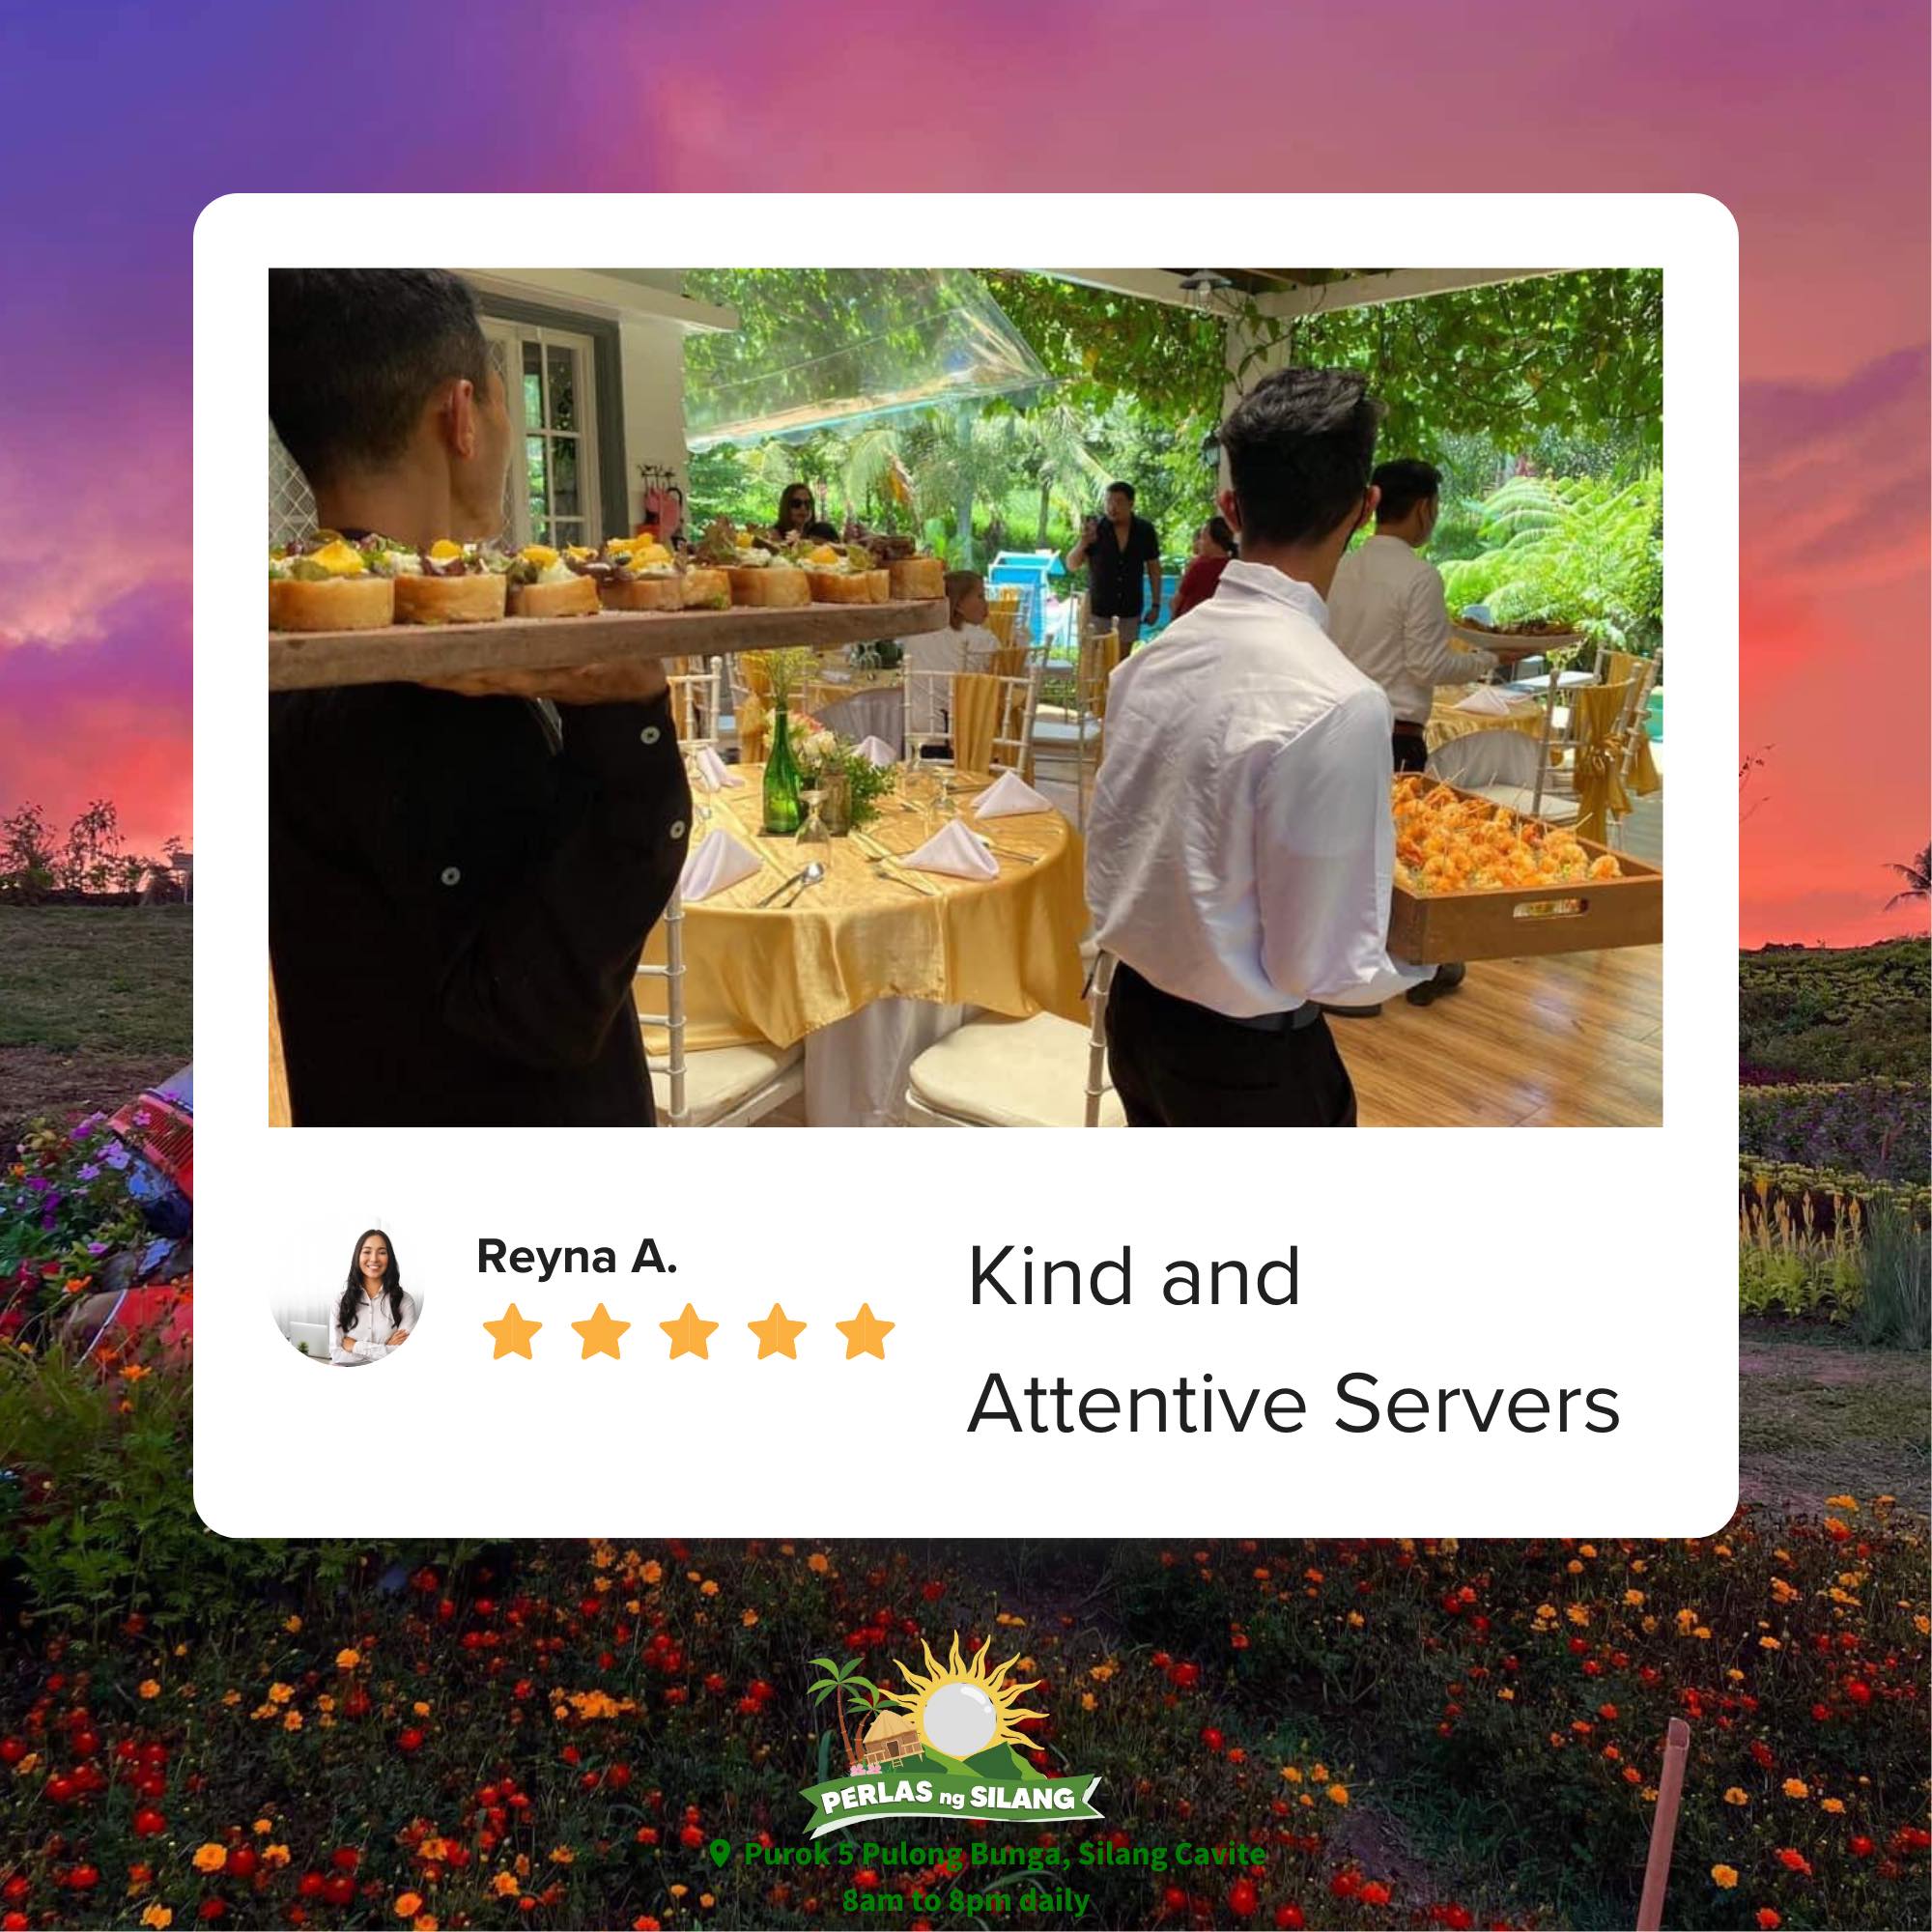 Reyna A.
Kind and
Attentive Servers
PERLAS ng SILANG
Purok 5 Pulong Bunga, Silang Cavite
8am to 8pm daily